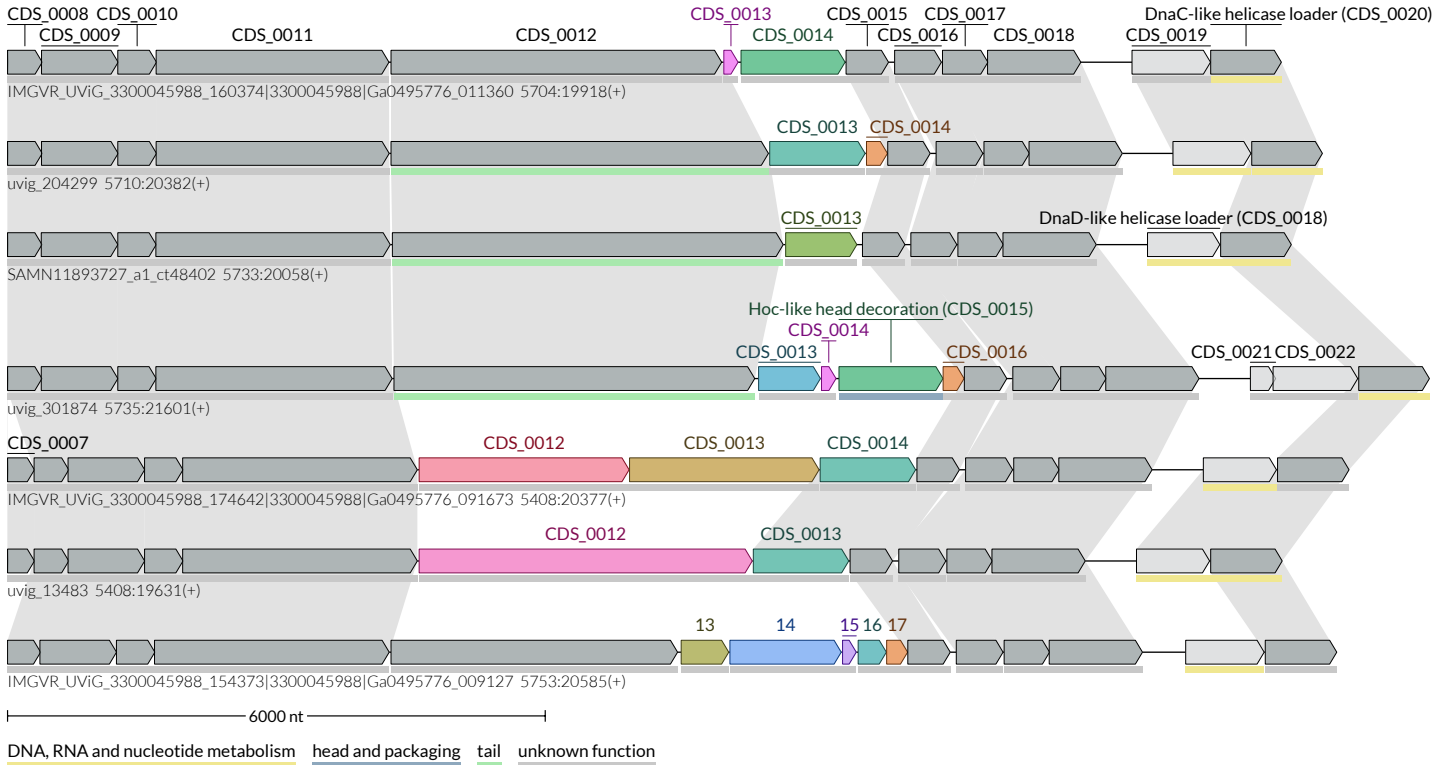 CDS_0008 CDS_0010 CDS_0013 CDS_0015 CDS_0017 DnaC-like helicase loader (CDS_0020)
CDS_0009 CDS_0011 CDS_0012 CDS_0014 CDS_0016 CDS_0018 CDS_0019
IMGVR_UViG_3300045988_160374|3300045988|Ga0495776_011360 5704:19918(+)
CDS_0013 CDS_0014
uvig_204299 5710:20382(+)
CDS_0013 DnaD-like helicase loader (CDS_0018)
SAMN11893727_a1_ct48402 5733:20058(+)
Hoc-like head decoration (CDS_0015)
CDS_0014
CDS_0013 CDS_0016 CDS_0021 CDS_0022
uvig_301874 5735:21601(+)
CDS_0007 CDS_0012 CDS_0013 CDS_0014
IMGVR_UViG_3300045988_174642|3300045988|Ga0495776_091673 5408:20377(+)
CDS_0012 CDS_0013
uvig_13483 5408:19631(+)
13 14 15 16 17
IMGVR_UViG_3300045988_154373|3300045988|Ga0495776_009127 5753:20585(+)
6000 nt
DNA, RNA and nucleotide metabolism head and packaging tail unknown function